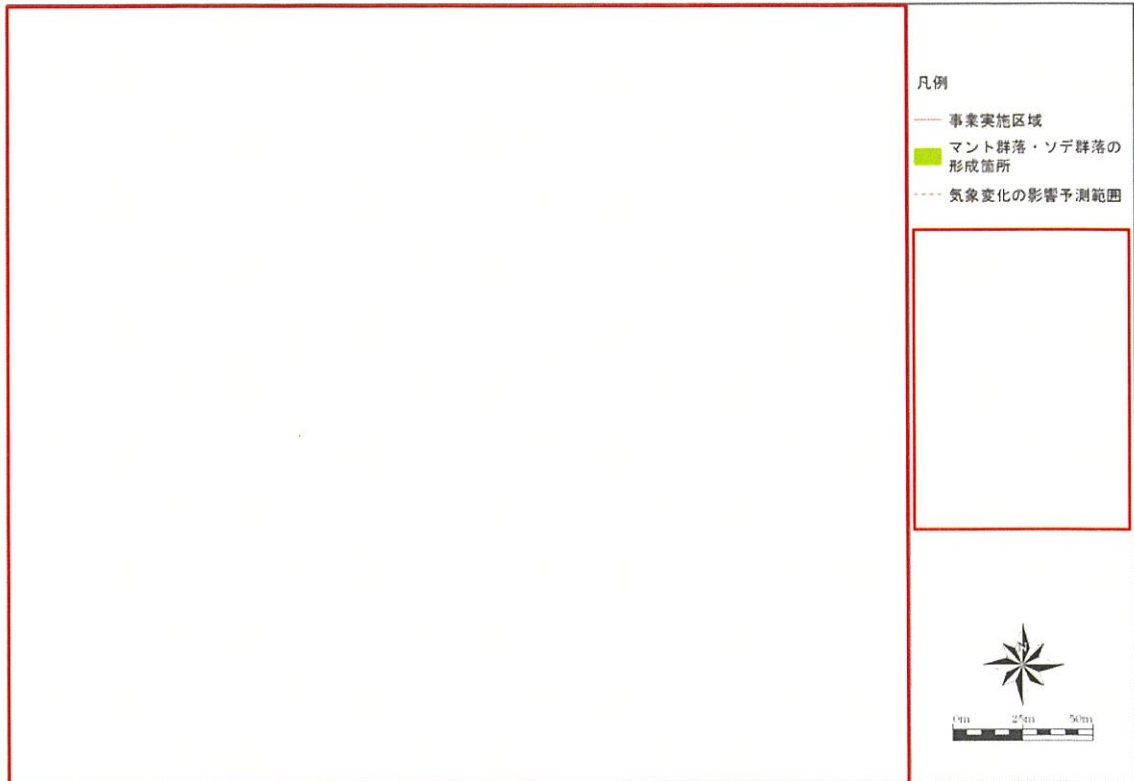 凡例
事業実施区域
マント群落・ソデ群落の
形成箇所
気象変化の影響予測範囲
N
0m 25m 50m